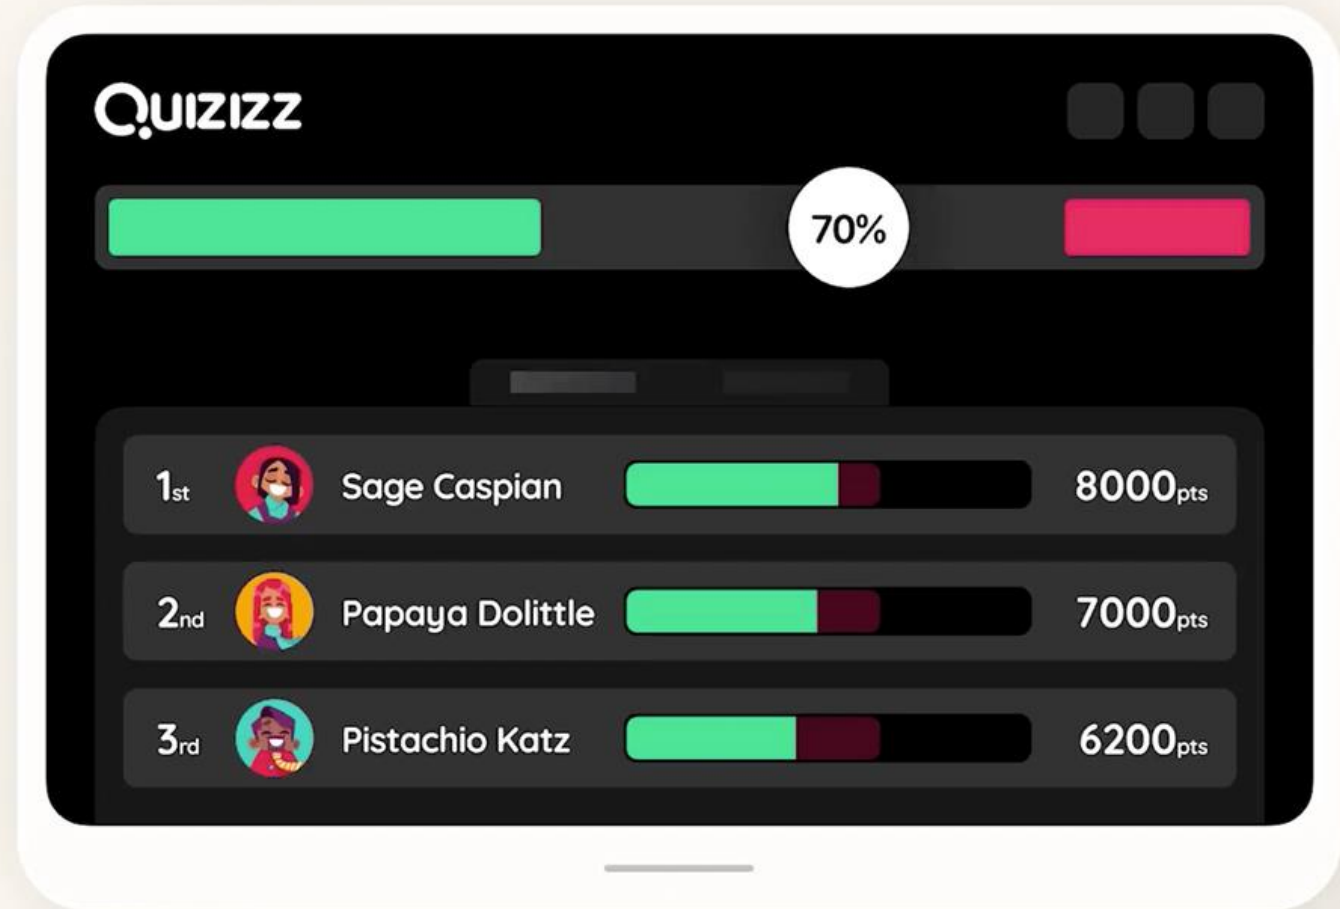 Quizizz
70%
1st Sage Caspian 8000pts
2nd Papaya Dolittle 7000pts
3rd Pistachio Katz 6200pts